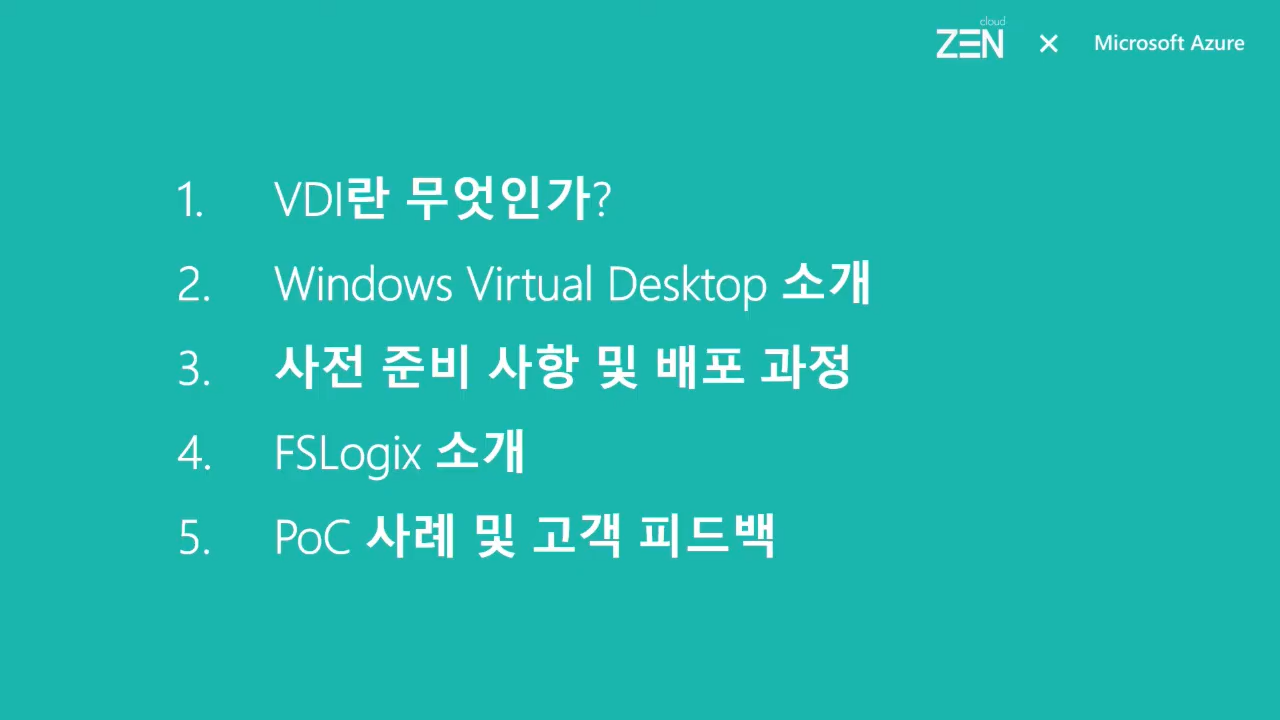 cloud
ZEN × Microsoft Azure
1. VDI란 무엇인가?
2. Windows Virtual Desktop 소개
3. 사전 준비 사항 및 배포 과정
4. FSLogix 소개
5. PoC 사례 및 고객 피드백